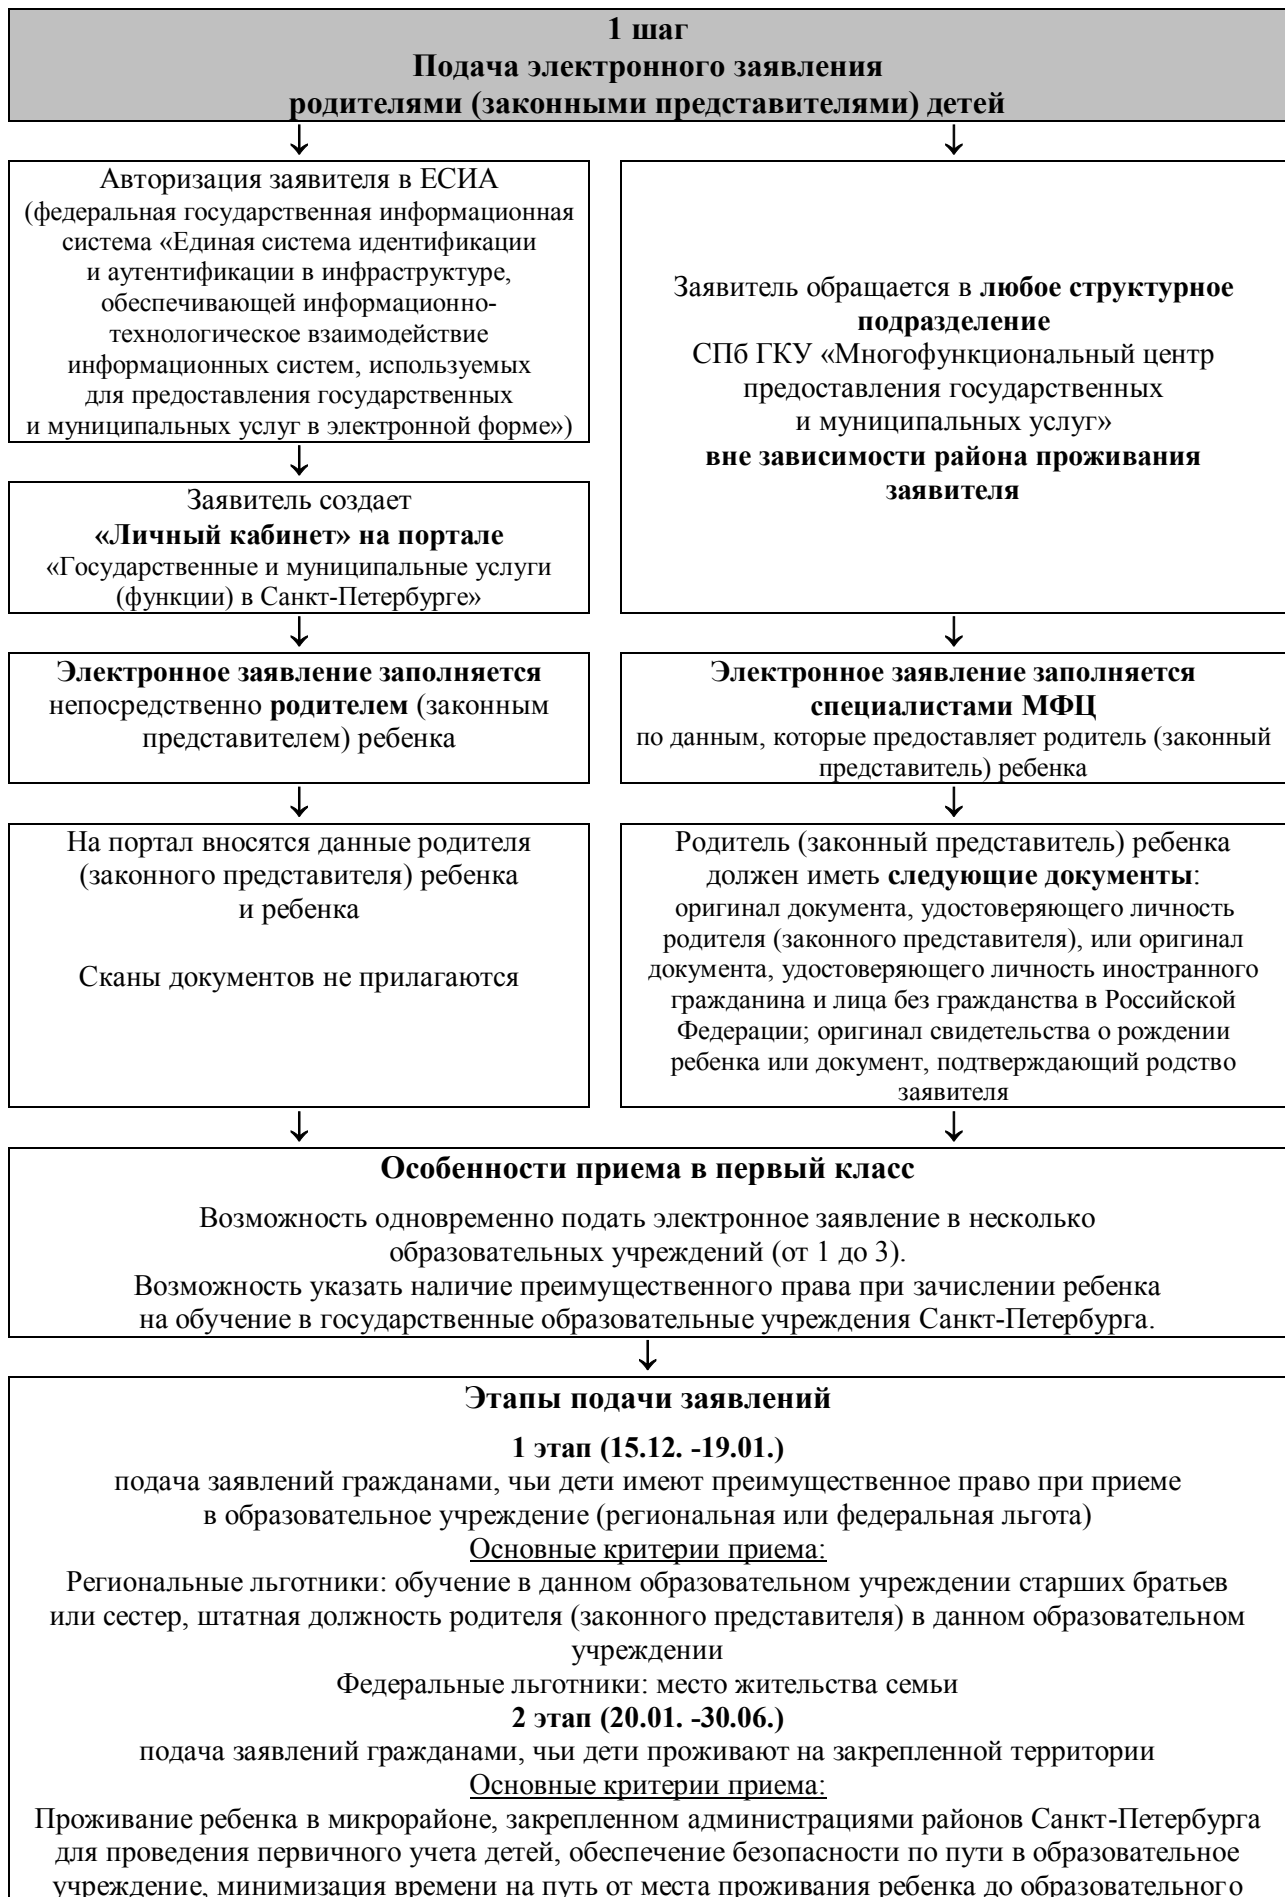 1 шаг
Подача электронного заявления
родителями (законными представителями) детей
Авторизация заявителя в ЕСИА
(федеральная государственная информационная
система «Единая система идентификации
и аутентификации в инфраструктуре,
обеспечивающей информационно-
технологическое взаимодействие
информационных систем, используемых
для предоставления государственных
и муниципальных услуг в электронной форме»)
Заявитель создает
«Личный кабинет» на портале
«Государственные и муниципальные услуги
(функции) в Санкт-Петербурге»
Заявитель обращается в любое структурное
подразделение
СПб ГКУ «Многофункциональный центр
предоставления государственных
и муниципальных услуг»
вне зависимости района проживания
заявителя
Электронное заявление заполняется
непосредственно родителем (законным
представителем) ребенка
Электронное заявление заполняется
специалистами МФЦ
по данным, которые предоставляет родитель (законный
представитель) ребенка
На портал вносятся данные родителя
(законного представителя) ребенка
и ребенка
Сканы документов не прилагаются
Родитель (законный представитель) ребенка
должен иметь следующие документы:
оригинал документа, удостоверяющего личность
родителя (законного представителя), или оригинал
документа, удостоверяющего личность иностранного
гражданина и лица без гражданства в Российской
Федерации; оригинал свидетельства о рождении
ребенка или документ, подтверждающий родство
заявителя
Особенности приема в первый класс
Возможность одновременно подать электронное заявление в несколько
образовательных учреждений (от 1 до 3).
Возможность указать наличие преимущественного права при зачислении ребенка
на обучение в государственные образовательные учреждения Санкт-Петербурга.
Этапы подачи заявлений
1 этап (15.12. -19.01.)
подача заявлений гражданами, чьи дети имеют преимущественное право при приеме
в образовательное учреждение (региональная или федеральная льгота)
Основные критерии приема:
Региональные льготники: обучение в данном образовательном учреждении старших братьев
или сестер, штатная должность родителя (законного представителя) в данном образовательном
учреждении
Федеральные льготники: место жительства семьи
2 этап (20.01. -30.06.)
подача заявлений гражданами, чьи дети проживают на закрепленной территории
Основные критерии приема:
Проживание ребенка в микрорайоне, закрепленном администрациями районов Санкт-Петербурга
для проведения первичного учета детей, обеспечение безопасности по пути в образовательное
учреждение, минимизация времени на путь от места проживания ребенка до образовательного